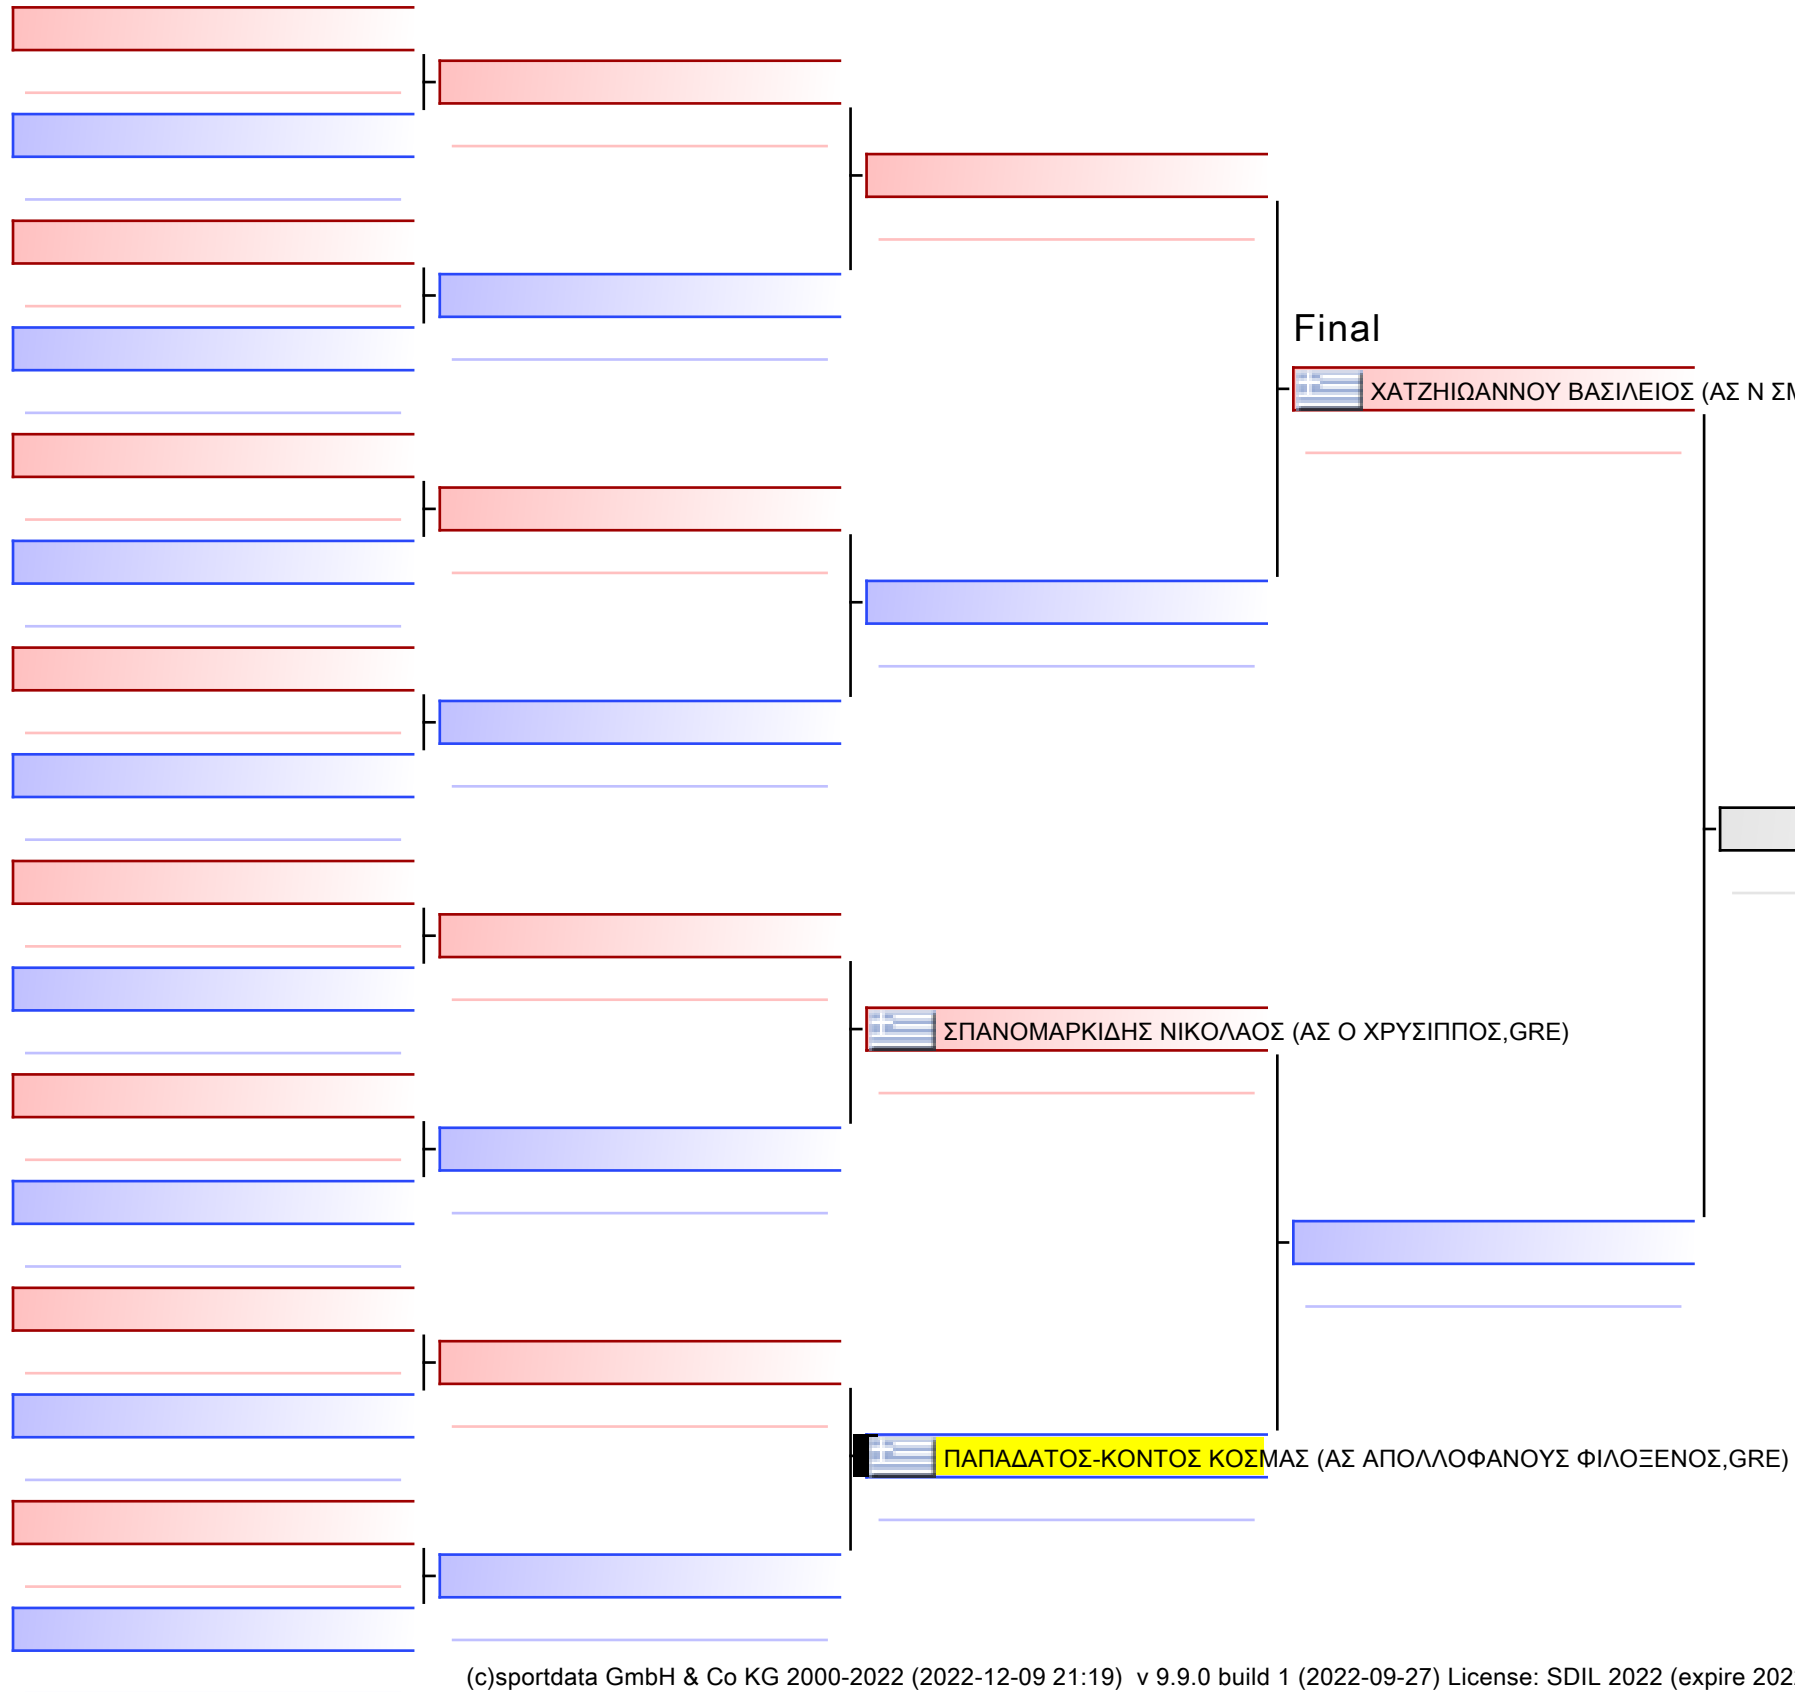 Final
ΧΑΤΖΗΙΩΑΝΝΟΥ ΒΑΣΙΛΕΙΟΣ (ΑΣ Ν
ΣΠΑΝΟΜΑΡΚΙΔΗΣ ΝΙΚΟΛΑΟΣ (ΑΣ Ο ΧΡΥΣΙΠΠΟΣ,GRE)
ΠΑΠΑΔΑΤΟΣ-ΚΟΝΤΟΣ ΚΟΣΜΑΣ (ΑΣ ΑΠΟΛΛΟΦΑΝΟΥΣ ΦΙΛΟΞΕΝΟΣ,GRE)
(c)sportdata GmbH & Co KG 2000-2022 (2022-12-09 21:19) v 9.9.0 build 1 (2022-09-27) License: SDIL 2022 (expire